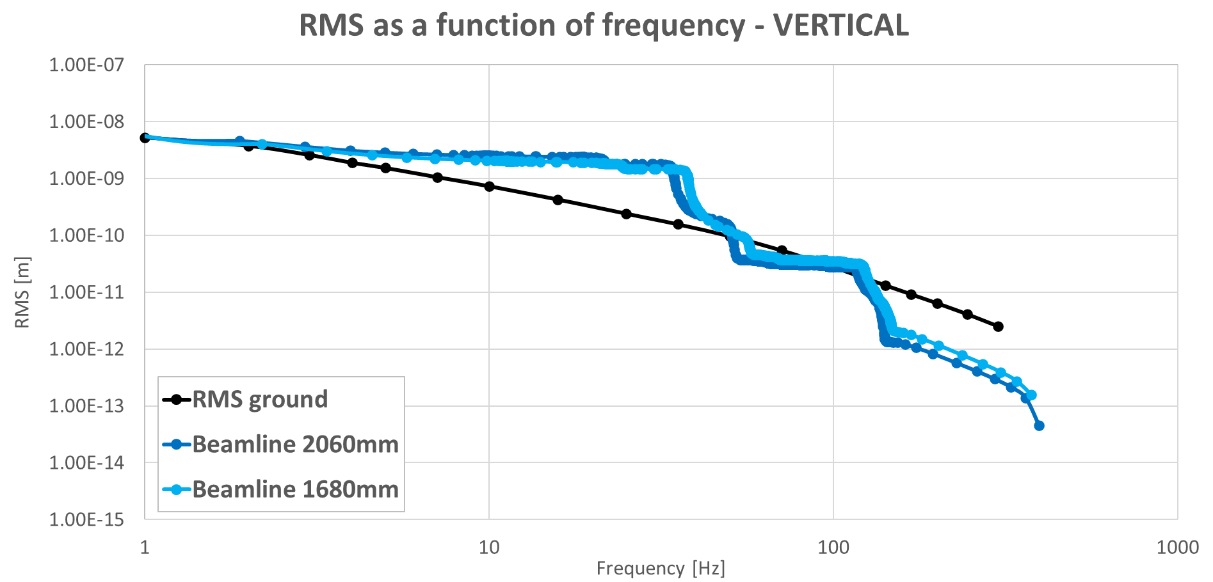 RMS as a function of frequency - VERTICAL
1.00E-07
1.00E-08
1.00E-09
1.00E-10
1.00E-11
1.00E-12
1.00E-13
1.00E-14
1.00E-15
RMS [m]
RMS ground
Beamline 2060mm
Beamline 1680mm
1 10 100 1000
Frequency [Hz]